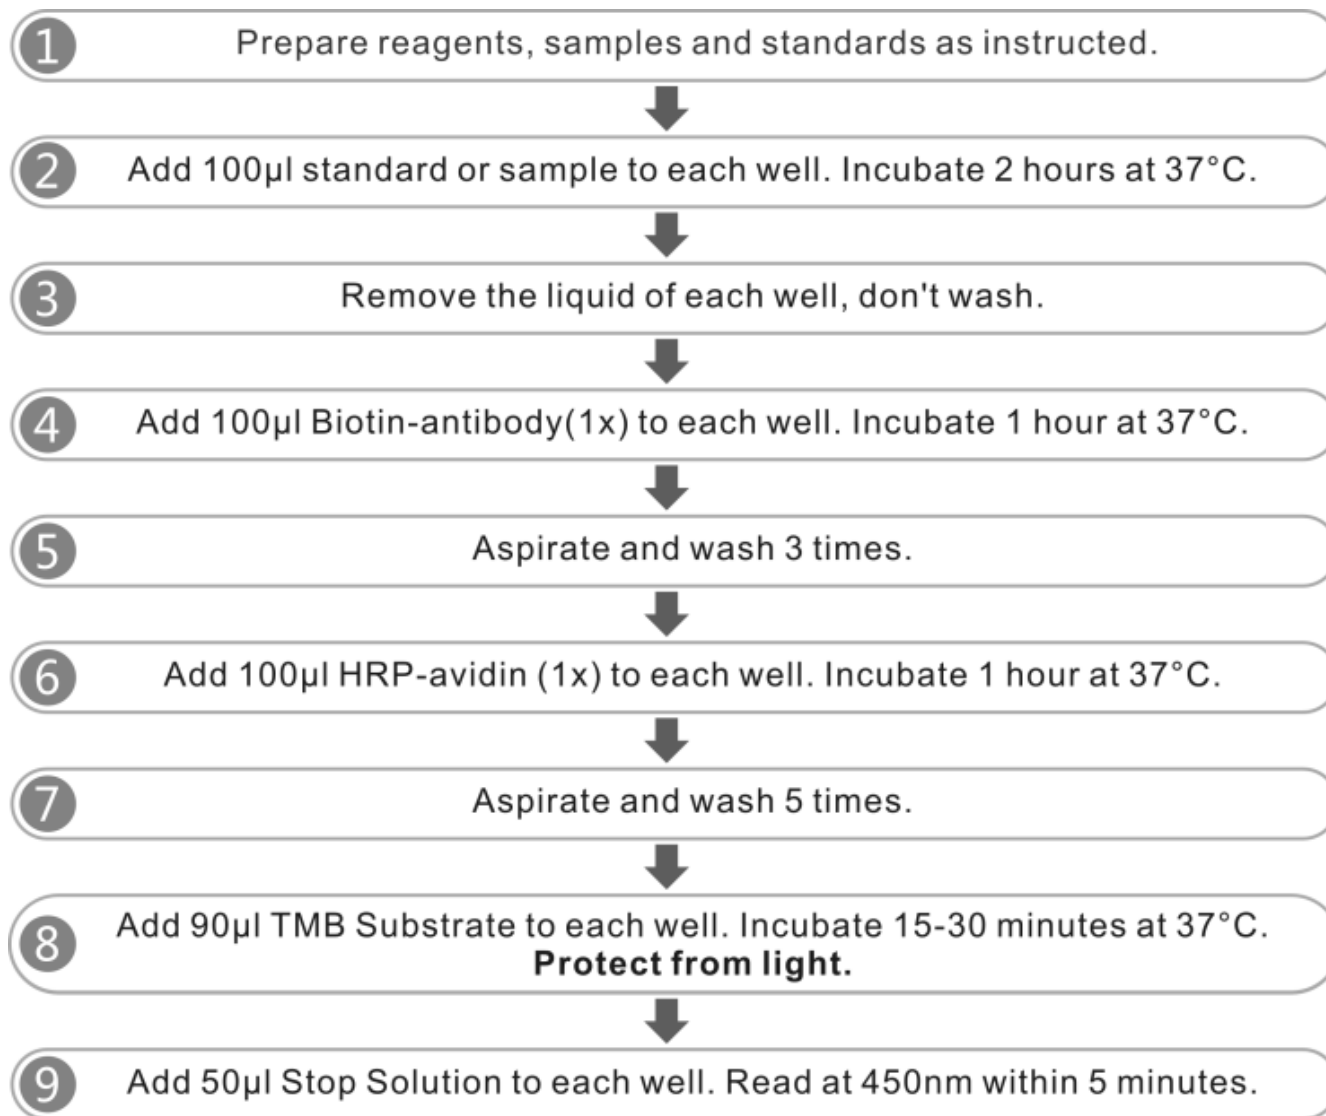 1 Prepare reagents, samples and standards as instructed.
2 Add 100µl standard or sample to each well. Incubate 2 hours at 37°C.
3 Remove the liquid of each well, don't wash.
4 Add 100µl Biotin-antibody(1x) to each well. Incubate 1 hour at 37°C.
5 Aspirate and wash 3 times.
6 Add 100µl HRP-avidin (1x) to each well. Incubate 1 hour at 37°C.
7 Aspirate and wash 5 times.
8 Add 90µl TMB Substrate to each well. Incubate 15-30 minutes at 37°C.
Protect from light.
9 Add 50µl Stop Solution to each well. Read at 450nm within 5 minutes.